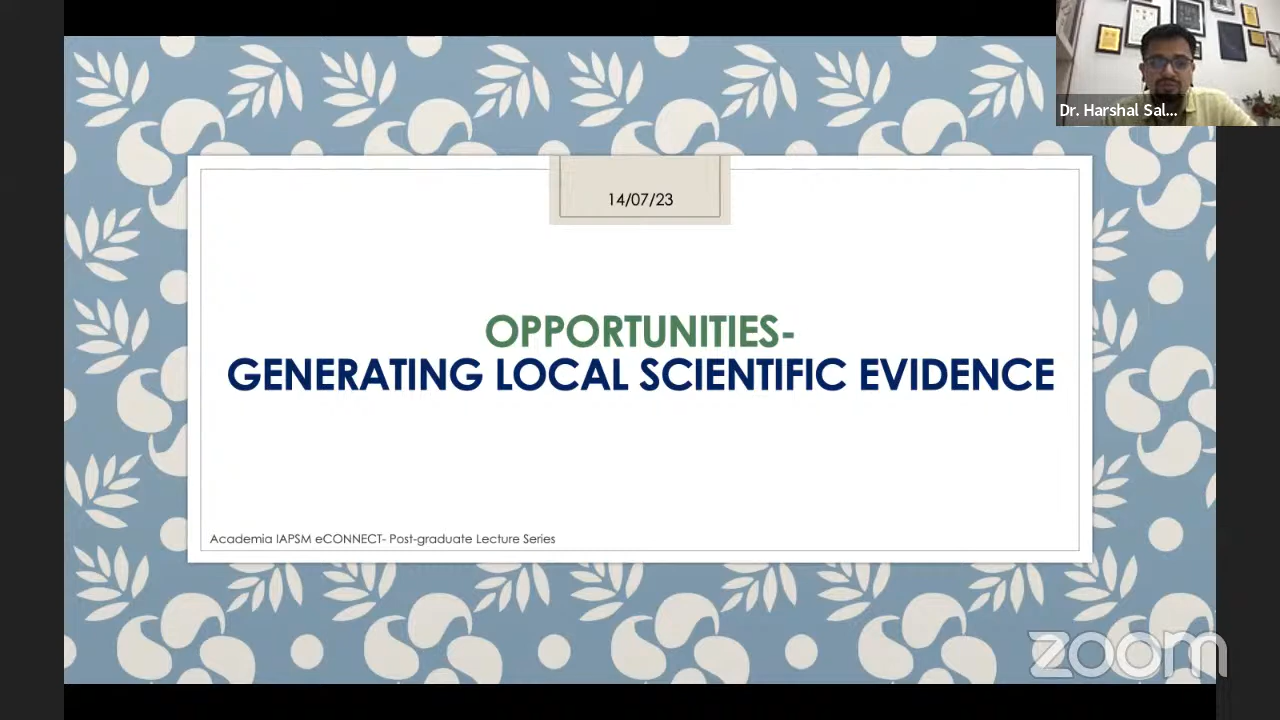 Dr. Harshal Sal...
14/07/23
OPPORTUNITIES-
GENERATING LOCAL SCIENTIFIC EVIDENCE
Academia IAPSM eCONNECT- Post-graduate Lecture Series
zoom